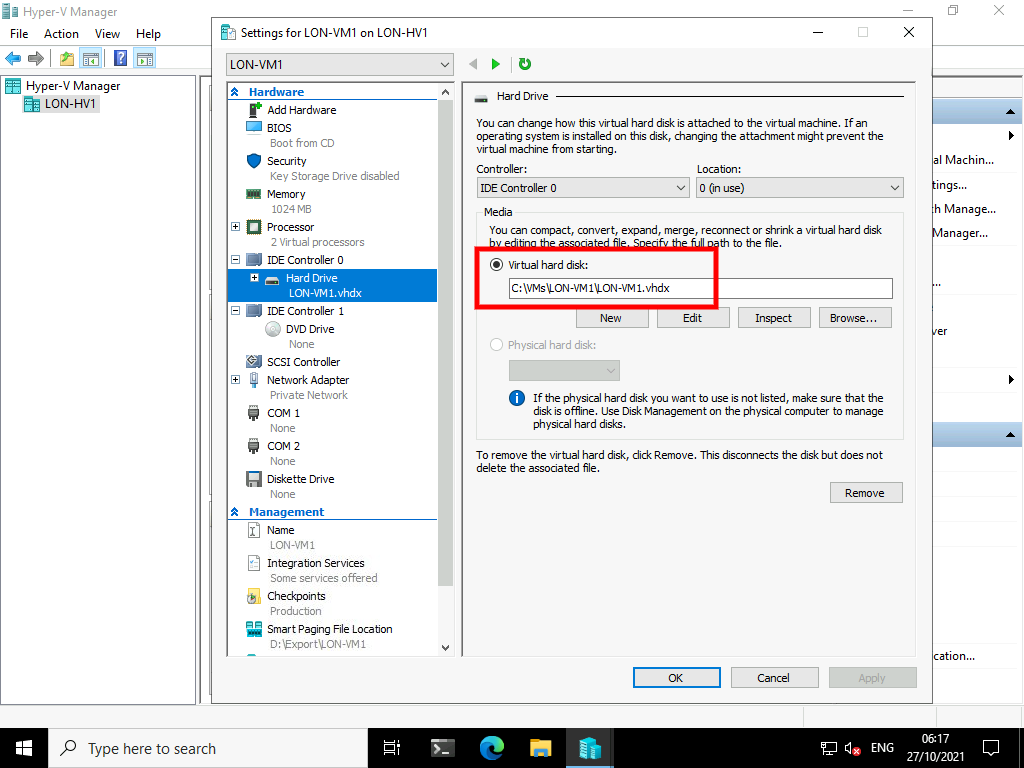 Hyper-V Manager
File Action View Help
Hyper-V Manager
LON-HV1
Settings for LON-VM1 on LON-HV1
LON-VM1
Hardware
Add Hardware
BIOS
Boot from CD
Security
Key Storage Drive disabled
Memory
1024 MB
Processor
2 Virtual processors
IDE Controller 0
Hard Drive
LON-VM1.vhdx
IDE Controller 1
DVD Drive
None
SCSI Controller
Network Adapter
Private Network
COM 1
None
COM 2
None
Diskette Drive
None
Management
Name
LON-VM1
Integration Services
Some services offered
Checkpoints
Production
Smart Paging File Location
D:\Export\LON-VM1
Hard Drive
You can change how this virtual hard disk is attached to the virtual machine. If an
operating system is installed on this disk, changing the attachment might prevent the
virtual machine from starting.
Controller: Location:
IDE Controller 0 0 (in use)
Media
You can compact, convert, expand, merge, reconnect or shrink a virtual hard disk
by editing the associated file. Specify the full path to the file.
Virtual hard disk:
C:\VMs\LON-VM1\LON-VM1.vhdx
New Edit Inspect Browse...
Physical hard disk:
If the physical hard disk you want to use is not listed, make sure that the
disk is offline. Use Disk Management on the physical computer to manage
physical hard disks.
To remove the virtual hard disk, click Remove. This disconnects the disk but does not
delete the associated file.
Remove
OK Cancel Apply
al Machin...
tings...
h Manage...
Manager...
...
ver
cation...
Type here to search
ENG
06:17
27/10/2021